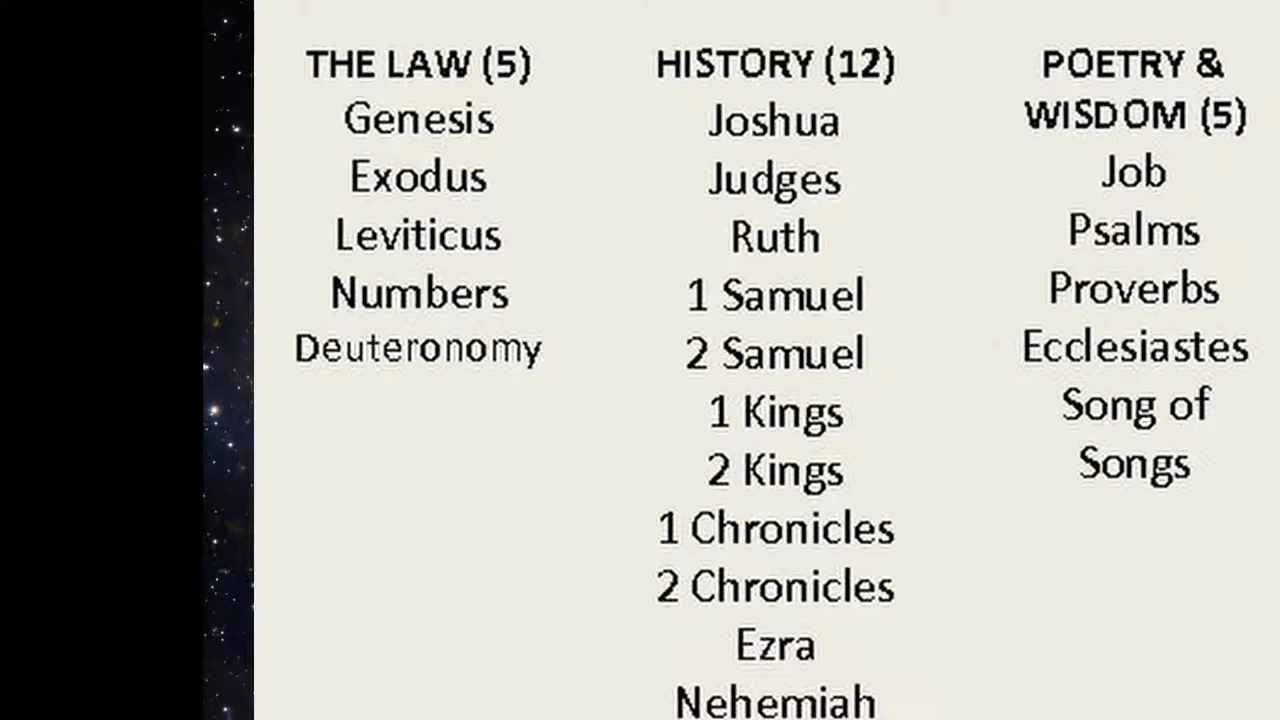 THE LAW (5)
Genesis
Exodus
Leviticus
Numbers
Deuteronomy
HISTORY (12)
Joshua
Judges
Ruth
1 Samuel
2 Samuel
1 Kings
2 Kings
1 Chronicles
2 Chronicles
Ezra
Nehemiah
POETRY &
WISDOM (5)
Job
Psalms
Proverbs
Ecclesiastes
Song of
Songs